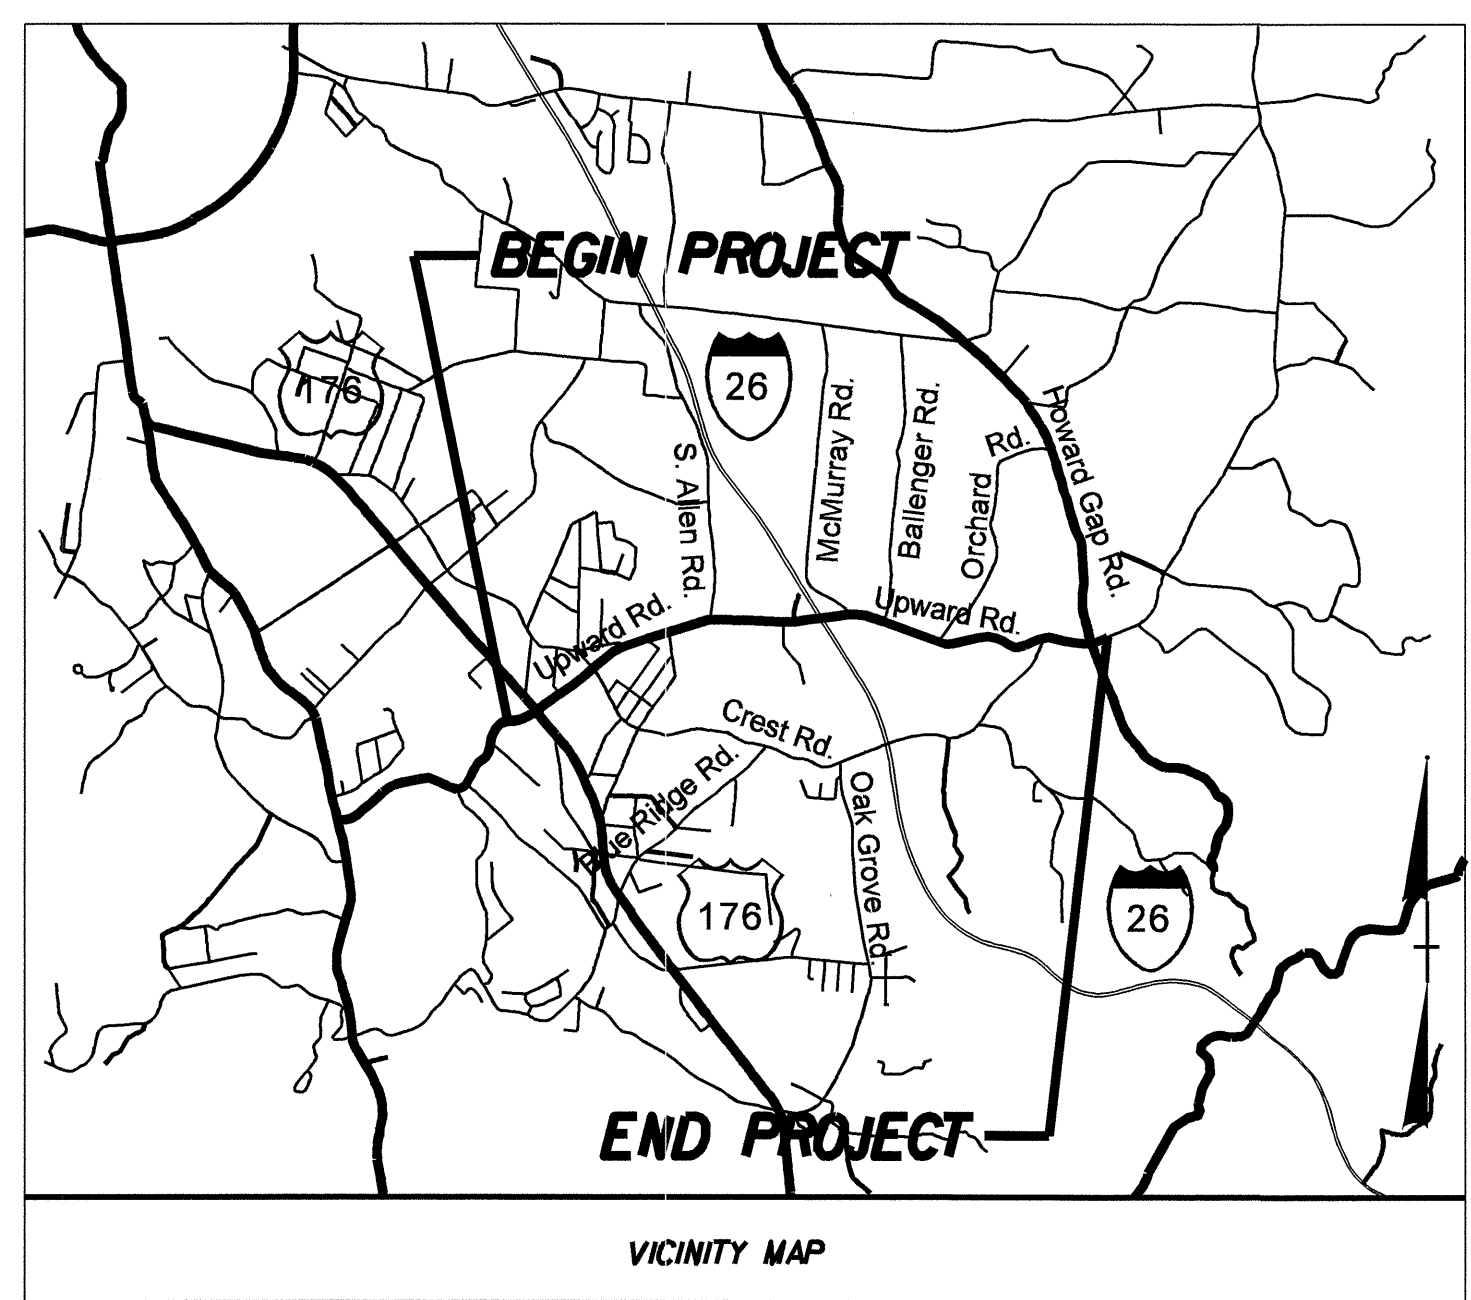 BEGIN PROJECT
176
26
McMurray Rd.
Ballenger Rd.
Orchard Rd.
Howard Gap Rd.
S. Allen Rd.
Upward Rd.
Upward Rd.
Crest Rd.
Blue Ridge Rd.
Oak Grove Rd.
176
26
END PROJECT
VICINITY MAP